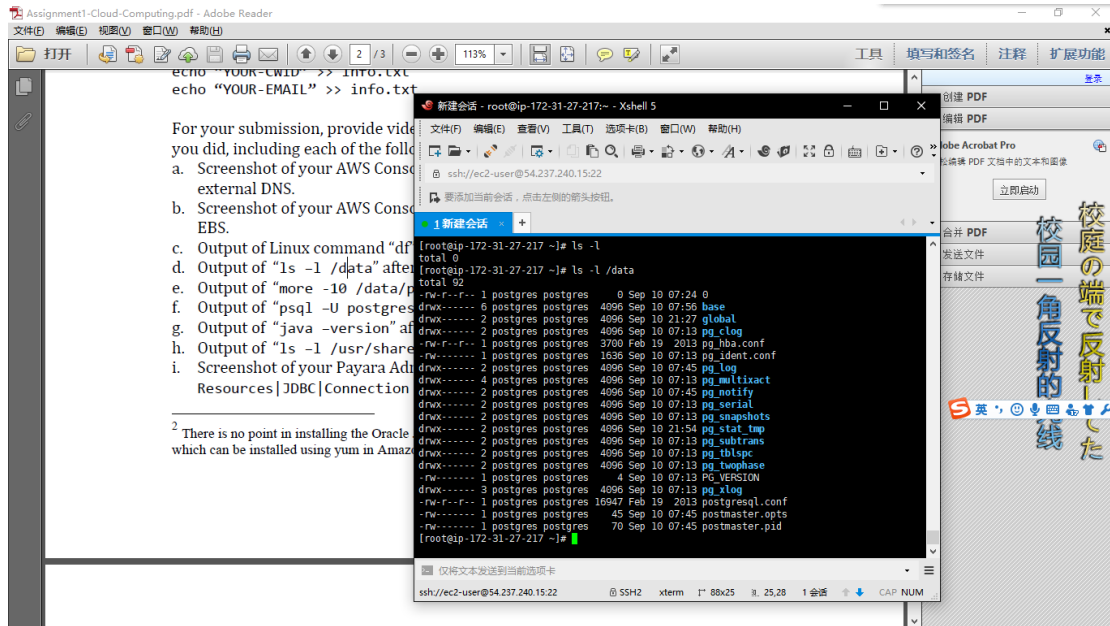 Assignment1-Cloud-Computing.pdf - Adobe Reader
文件(F) 编辑(E) 视图(V) 窗口(W) 帮助(H)
打开 2 / 3 113% 工具 填写和签名 注释 扩展功能
登录
echo “YOUR-CWID” >> info.txt
echo “YOUR-EMAIL” >> info.txt
For your submission, provide vide
you did, including each of the follo
a. Screenshot of your AWS Conso
external DNS.
b. Screenshot of your AWS Conso
EBS.
c. Output of Linux command “df”
d. Output of “ls –l /data” after
e. Output of “more -10 /data/p
f. Output of “psql –U postgres
g. Output of “java –version” af
h. Output of “ls –l /usr/share
i. Screenshot of your Payara Adm
Resources|JDBC|Connection
2 There is no point in installing the Oracle
which can be installed using yum in Amazo
新建会话 - root@ip-172-31-27-217:~ - Xshell 5
文件(F) 编辑(E) 查看(V) 工具(T) 选项卡(B) 窗口(W) 帮助(H)
ssh://ec2-user@54.237.240.15:22
要添加当前会话，点击左侧的箭头按钮。
1 新建会话 × +
[root@ip-172-31-27-217 ~]# ls -l
total 0
[root@ip-172-31-27-217 ~]# ls -l /data
total 92
-rw-r--r-- 1 postgres postgres 0 Sep 10 07:24 0
drwx------ 6 postgres postgres 4096 Sep 10 07:56 base
drwx------ 2 postgres postgres 4096 Sep 10 21:27 global
drwx------ 2 postgres postgres 4096 Sep 10 07:13 pg_clog
-rw-r--r-- 1 postgres postgres 3700 Feb 19 2013 pg_hba.conf
-rw------- 1 postgres postgres 1636 Sep 10 07:13 pg_ident.conf
drwx------ 2 postgres postgres 4096 Sep 10 07:45 pg_log
drwx------ 4 postgres postgres 4096 Sep 10 07:13 pg_multixact
drwx------ 2 postgres postgres 4096 Sep 10 07:45 pg_notify
drwx------ 2 postgres postgres 4096 Sep 10 07:13 pg_serial
drwx------ 2 postgres postgres 4096 Sep 10 07:13 pg_snapshots
drwx------ 2 postgres postgres 4096 Sep 10 21:54 pg_stat_tmp
drwx------ 2 postgres postgres 4096 Sep 10 07:13 pg_subtrans
drwx------ 2 postgres postgres 4096 Sep 10 07:13 pg_tblspc
drwx------ 2 postgres postgres 4096 Sep 10 07:13 pg_twophase
-rw------- 1 postgres postgres 4 Sep 10 07:13 PG_VERSION
drwx------ 3 postgres postgres 4096 Sep 10 07:13 pg_xlog
-rw-r--r-- 1 postgres postgres 16947 Feb 19 2013 postgresql.conf
-rw------- 1 postgres postgres 45 Sep 10 07:45 postmaster.opts
-rw------- 1 postgres postgres 70 Sep 10 07:45 postmaster.pid
[root@ip-172-31-27-217 ~]#
仅将文本发送到当前选项卡
ssh://ec2-user@54.237.240.15:22 SSH2 xterm 88x25 25,28 1 会话 CAP NUM
创建 PDF
编辑 PDF
obe Acrobat Pro
松编辑 PDF 文档中的文本和图像
立即启动
合并 PDF
发送文件
存储文件
校庭の端で反射した
校园一角反射的
线
英